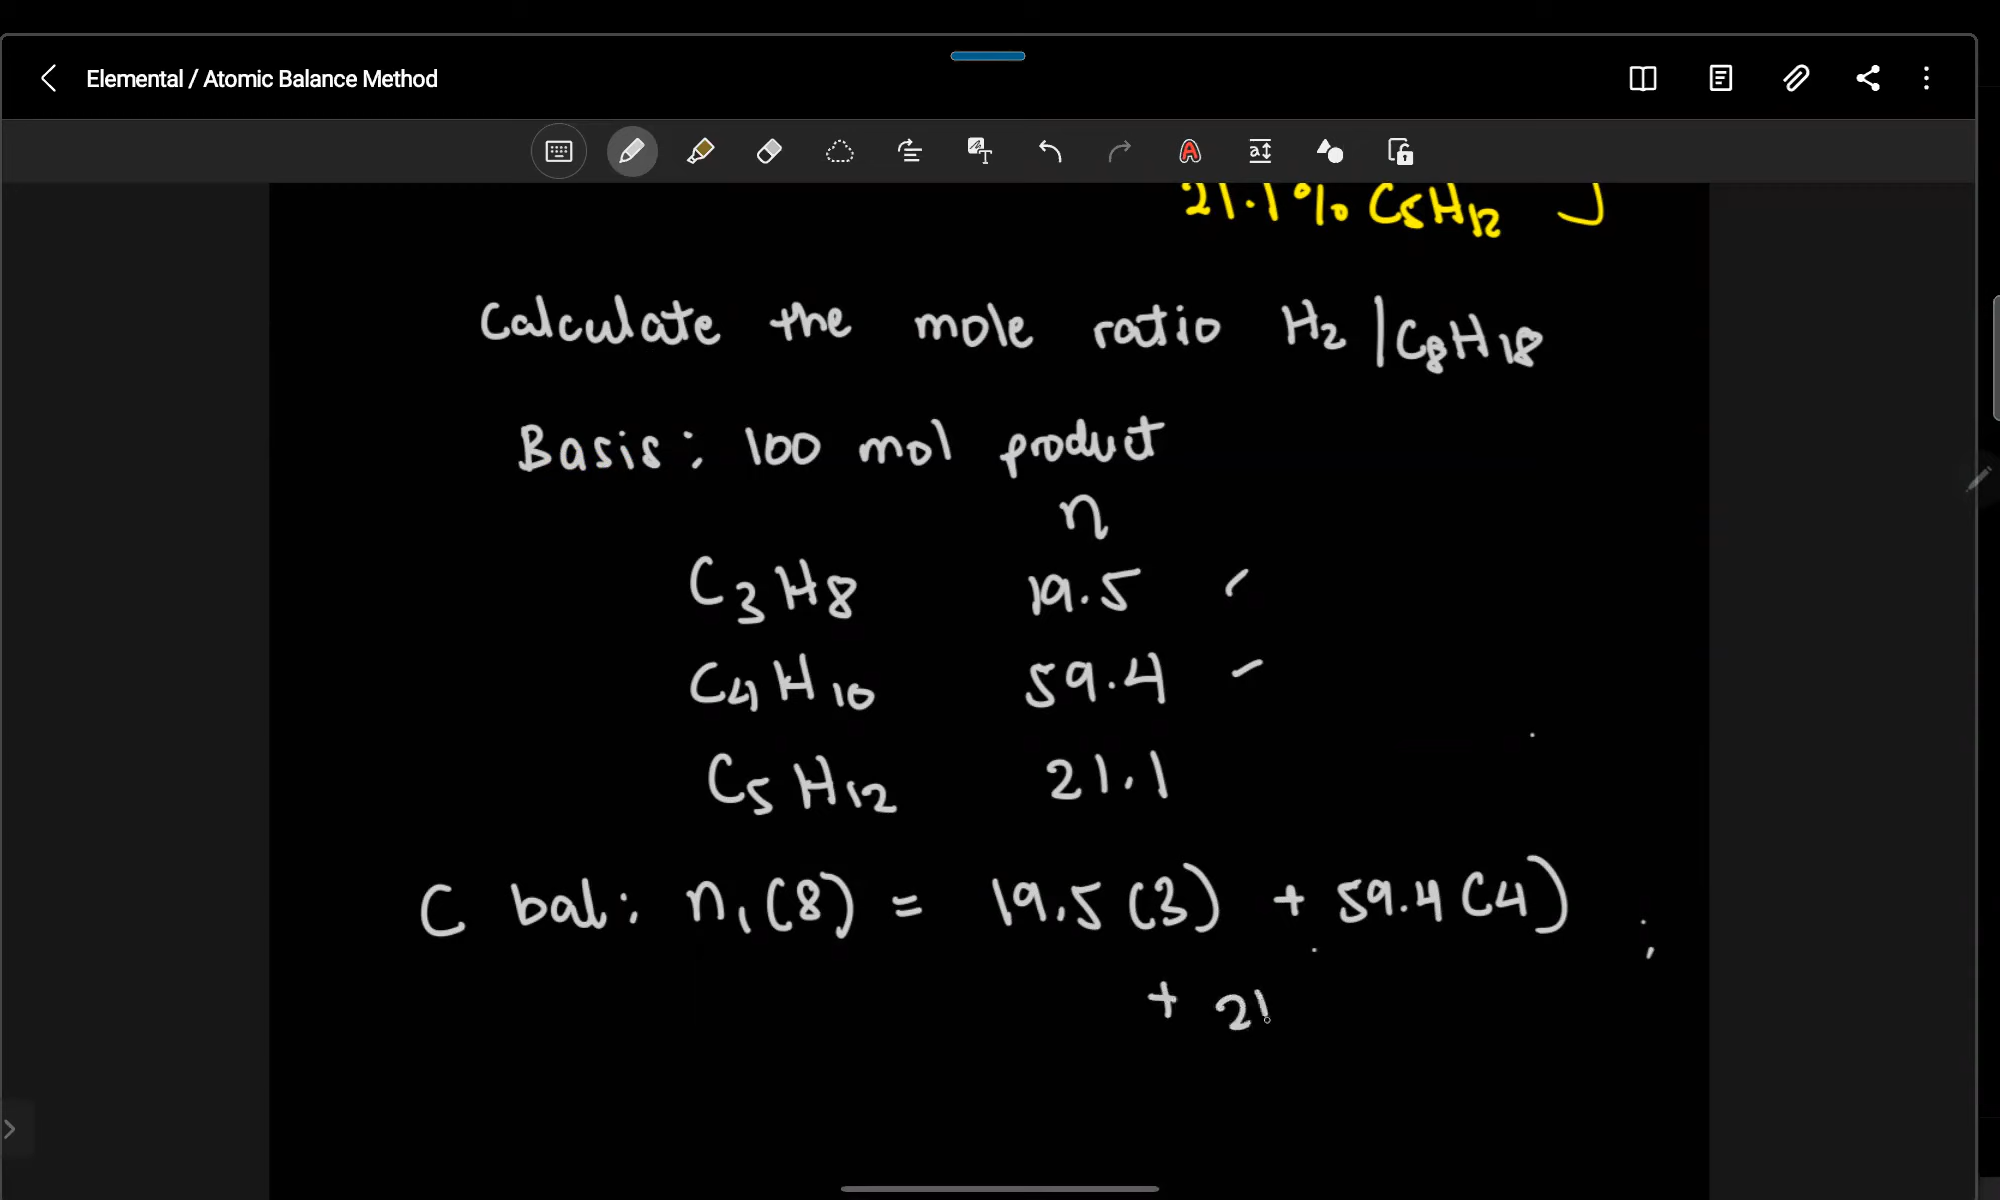 Elemental / Atomic Balance Method
21.1% C5H12
Calculate the mole ratio H2 | C8H18
Basis: 100 mol product
n
C3H8 19.5
C4H10 59.4
C5H12 21.1
C bal: n1(8) = 19.5(3) + 59.4(4)
+ 21